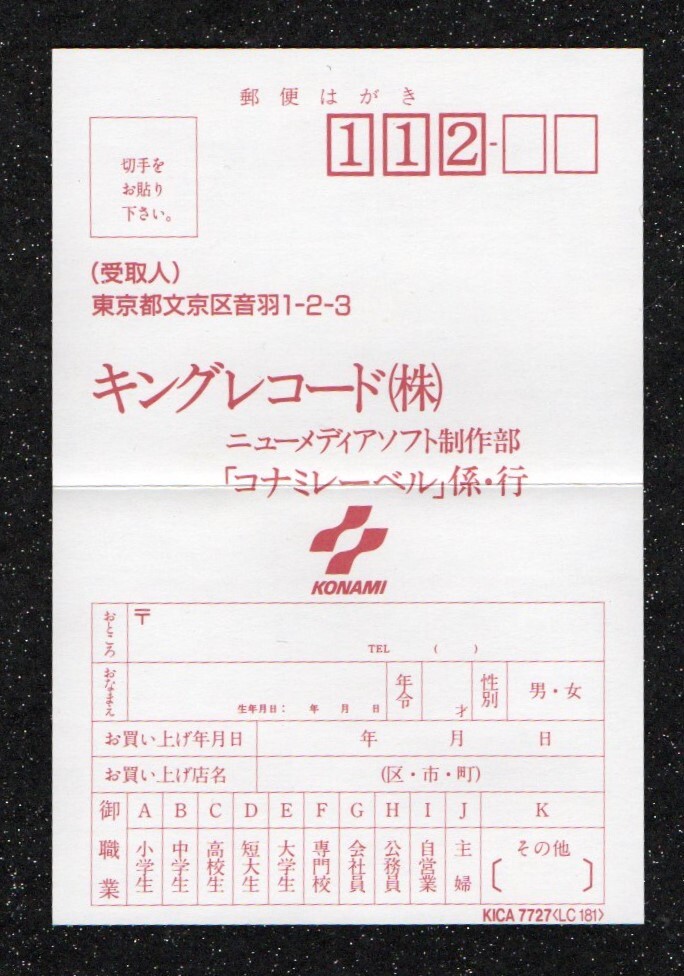 郵便はがき
112-
切手を
お貼り
下さい。
(受取人)
東京都文京区音羽1-2-3
キングレコード(株)
ニューメディアソフト制作部
「コナミレーベル」係・行
KONAMI
おところ 〒
TEL ( )
おなまえ 生年月日: 年 月 日 年令 才 性別 男・女
お買い上げ年月日 年 月 日
お買い上げ店名 (区・市・町)
御職業 A B C D E F G H I J K
小学生 中学生 高校生 短大生 大学生 専門校 会社員 公務員 自営業 主婦 その他 [ ]
KICA 7727<LC 181>